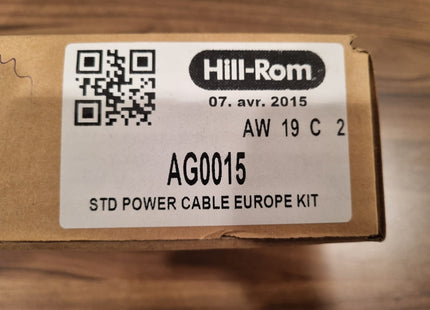 Hill-Rom
07. avr. 2015
AW 19 C 2
AG0015
STD POWER CABLE EUROPE KIT